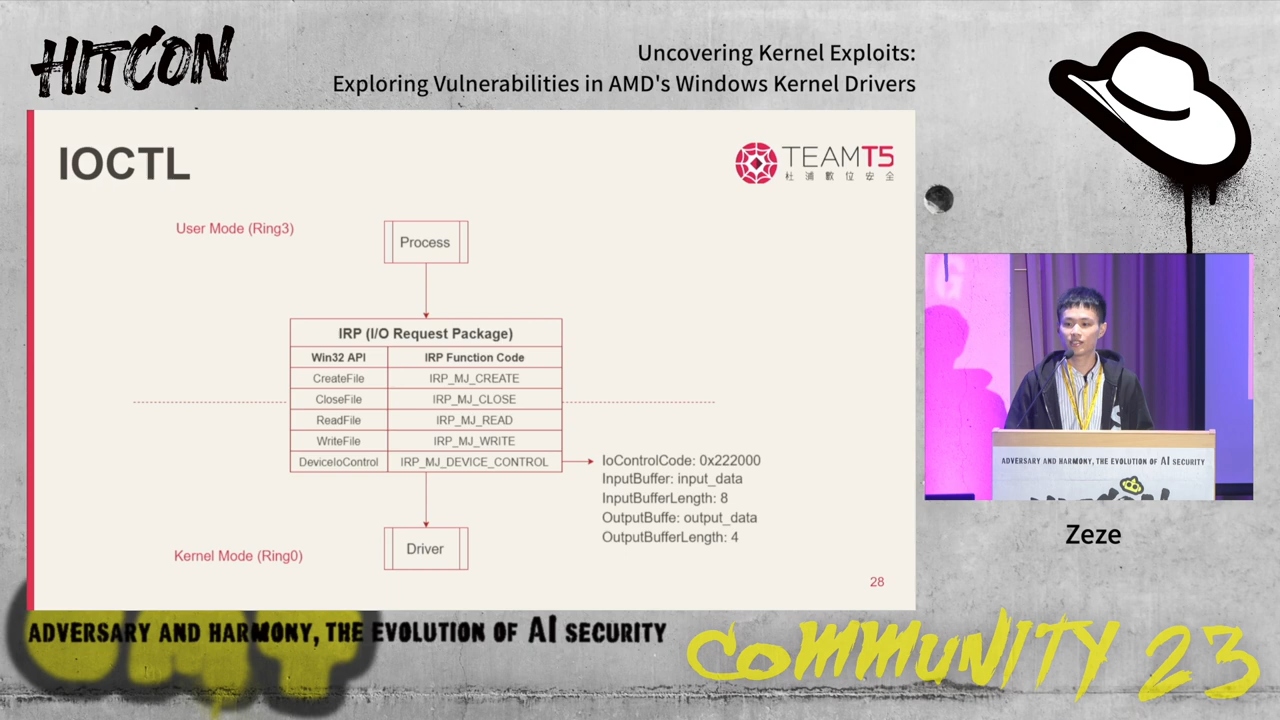 HITCON
Uncovering Kernel Exploits:
Exploring Vulnerabilities in AMD's Windows Kernel Drivers
IOCTL
TEAMT5
杜浦數位安全
User Mode (Ring3)
Process
IRP (I/O Request Package)
Win32 API IRP Function Code
CreateFile IRP_MJ_CREATE
CloseFile IRP_MJ_CLOSE
ReadFile IRP_MJ_READ
WriteFile IRP_MJ_WRITE
DeviceIoControl IRP_MJ_DEVICE_CONTROL
IoControlCode: 0x222000
InputBuffer: input_data
InputBufferLength: 8
OutputBuffe: output_data
OutputBufferLength: 4
Driver
Kernel Mode (Ring0)
28
ADVERSARY AND HARMONY, THE EVOLUTION OF AI SECURITY
Zeze
ADVERSARY AND HARMONY, THE EVOLUTION OF AI SECURITY
COMMUNITY 23